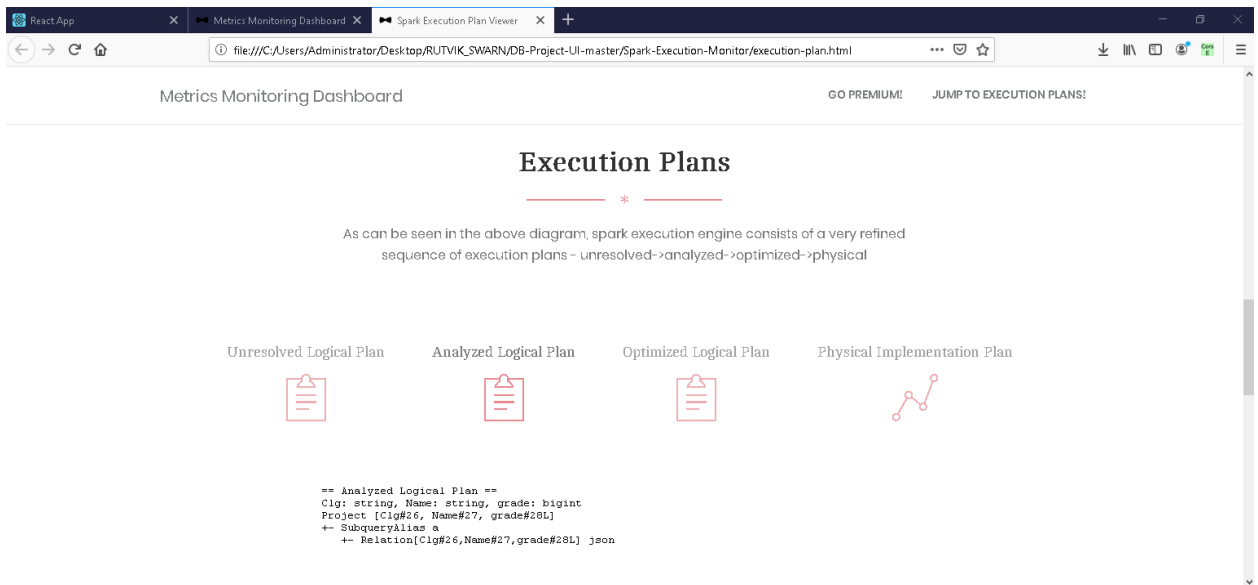 React App
Metrics Monitoring Dashboard
Spark Execution Plan Viewer
file:///C:/Users/Administrator/Desktop/RUTVIK_SWARN/DB-Project-UI-master/Spark-Execution-Monitor/execution-plan.html
Metrics Monitoring Dashboard
GO PREMIUM!
JUMP TO EXECUTION PLANS!
Execution Plans
As can be seen in the above diagram, spark execution engine consists of a very refined
sequence of execution plans - unresolved->analyzed->optimized->physical
Unresolved Logical Plan
Analyzed Logical Plan
Optimized Logical Plan
Physical Implementation Plan
== Analyzed Logical Plan ==
Clg: string, Name: string, grade: bigint
Project [Clg#26, Name#27, grade#28L]
+- SubqueryAlias a
   +- Relation[Clg#26,Name#27,grade#28L] json